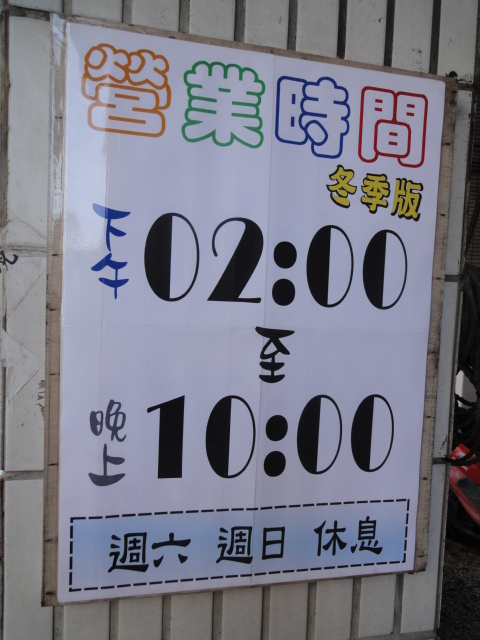 營業時間
冬季版
下午 02:00
至
晚上 10:00
週六 週日 休息